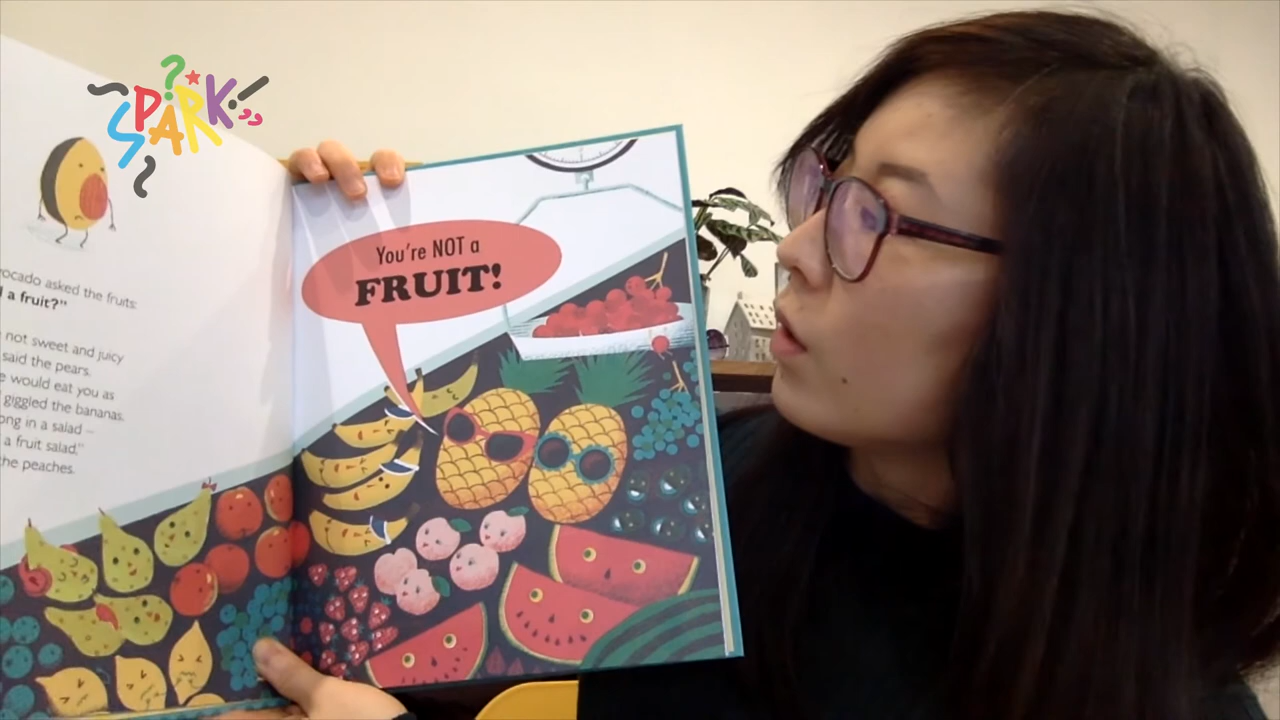 SPARK
ocado asked the fruits:
a fruit?"
not sweet and juicy
said the pears.
would eat you as
giggled the bananas.
ong in a salad –
a fruit salad,"
he peaches.
You're NOT a
FRUIT!